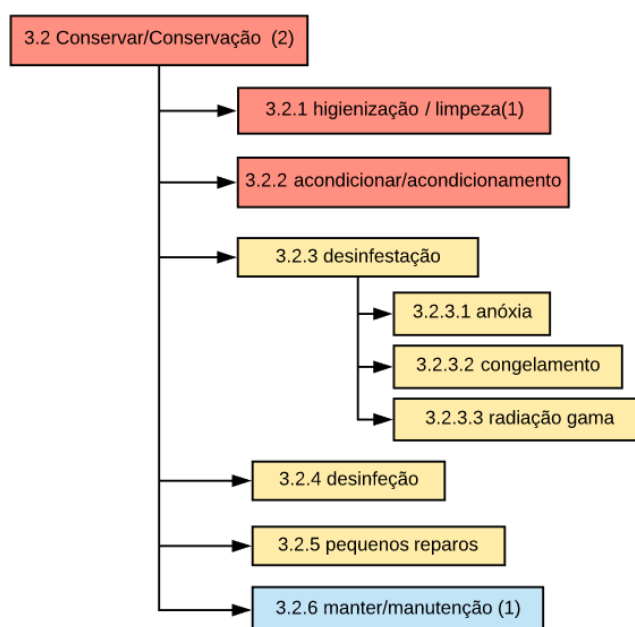 3.2 Conservar/Conservação (2)
3.2.1 higienização / limpeza(1)
3.2.2 acondicionar/acondicionamento
3.2.3 desinfestação
3.2.3.1 anóxia
3.2.3.2 congelamento
3.2.3.3 radiação gama
3.2.4 desinfeção
3.2.5 pequenos reparos
3.2.6 manter/manutenção (1)